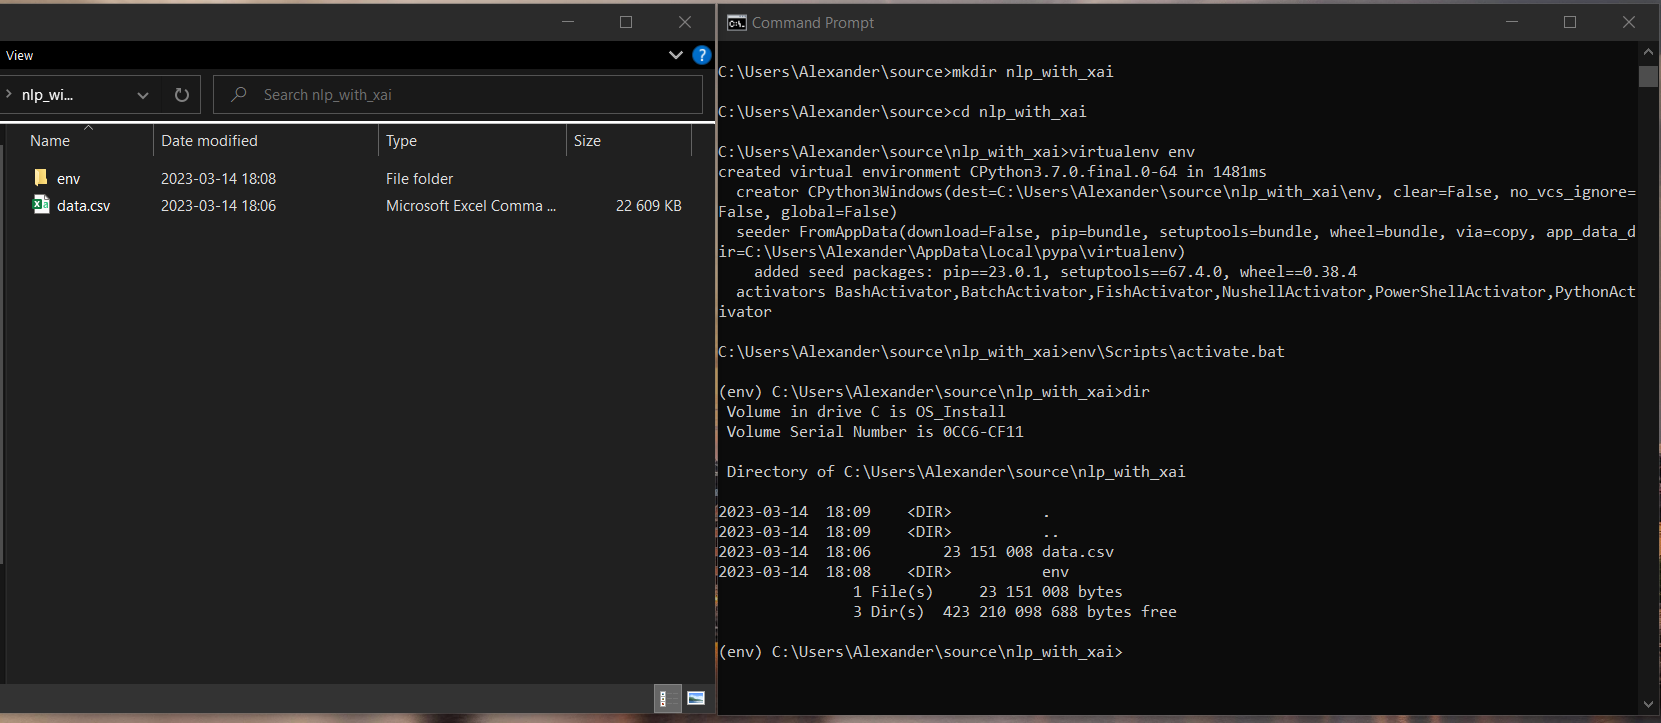 View
?
nlp_wi...
Search nlp_with_xai
Name Date modified Type Size
env 2023-03-14 18:08 File folder
data.csv 2023-03-14 18:06 Microsoft Excel Comma ... 22 609 KB
Command Prompt
C:\Users\Alexander\source>mkdir nlp_with_xai
C:\Users\Alexander\source>cd nlp_with_xai
C:\Users\Alexander\source\nlp_with_xai>virtualenv env
created virtual environment CPython3.7.0.final.0-64 in 1481ms
  creator CPython3Windows(dest=C:\Users\Alexander\source\nlp_with_xai\env, clear=False, no_vcs_ignore=
False, global=False)
  seeder FromAppData(download=False, pip=bundle, setuptools=bundle, wheel=bundle, via=copy, app_data_d
ir=C:\Users\Alexander\AppData\Local\pypa\virtualenv)
    added seed packages: pip==23.0.1, setuptools==67.4.0, wheel==0.38.4
  activators BashActivator,BatchActivator,FishActivator,NushellActivator,PowerShellActivator,PythonAct
ivator
C:\Users\Alexander\source\nlp_with_xai>env\Scripts\activate.bat
(env) C:\Users\Alexander\source\nlp_with_xai>dir
 Volume in drive C is OS_Install
 Volume Serial Number is 0CC6-CF11
 Directory of C:\Users\Alexander\source\nlp_with_xai
2023-03-14  18:09    <DIR>          .
2023-03-14  18:09    <DIR>          ..
2023-03-14  18:06        23 151 008 data.csv
2023-03-14  18:08    <DIR>          env
               1 File(s)     23 151 008 bytes
               3 Dir(s)  423 210 098 688 bytes free
(env) C:\Users\Alexander\source\nlp_with_xai>